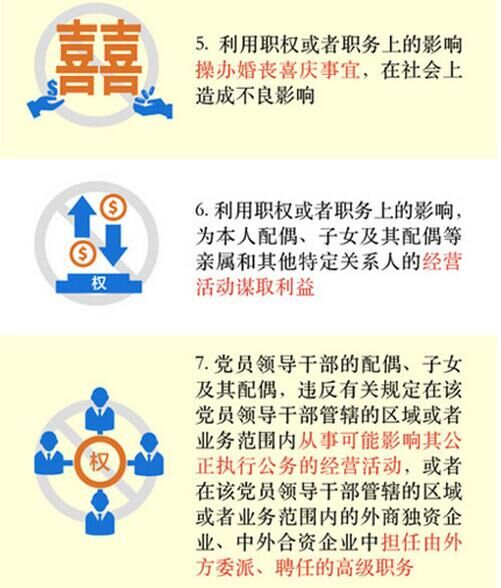 囍
$
5. 利用职权或者职务上的影响
操办婚丧喜庆事宜，在社会上
造成不良影响
$
$
权
6. 利用职权或者职务上的影响，
为本人配偶、子女及其配偶等
亲属和其他特定关系人的经营
活动谋取利益
权
7. 党员领导干部的配偶、子女
及其配偶，违反有关规定在该
党员领导干部管辖的区域或者
业务范围内从事可能影响其公
正执行公务的经营活动，或者
在该党员领导干部管辖的区域
或者业务范围内的外商独资企
业、中外合资企业中担任由外
方委派、聘任的高级职务